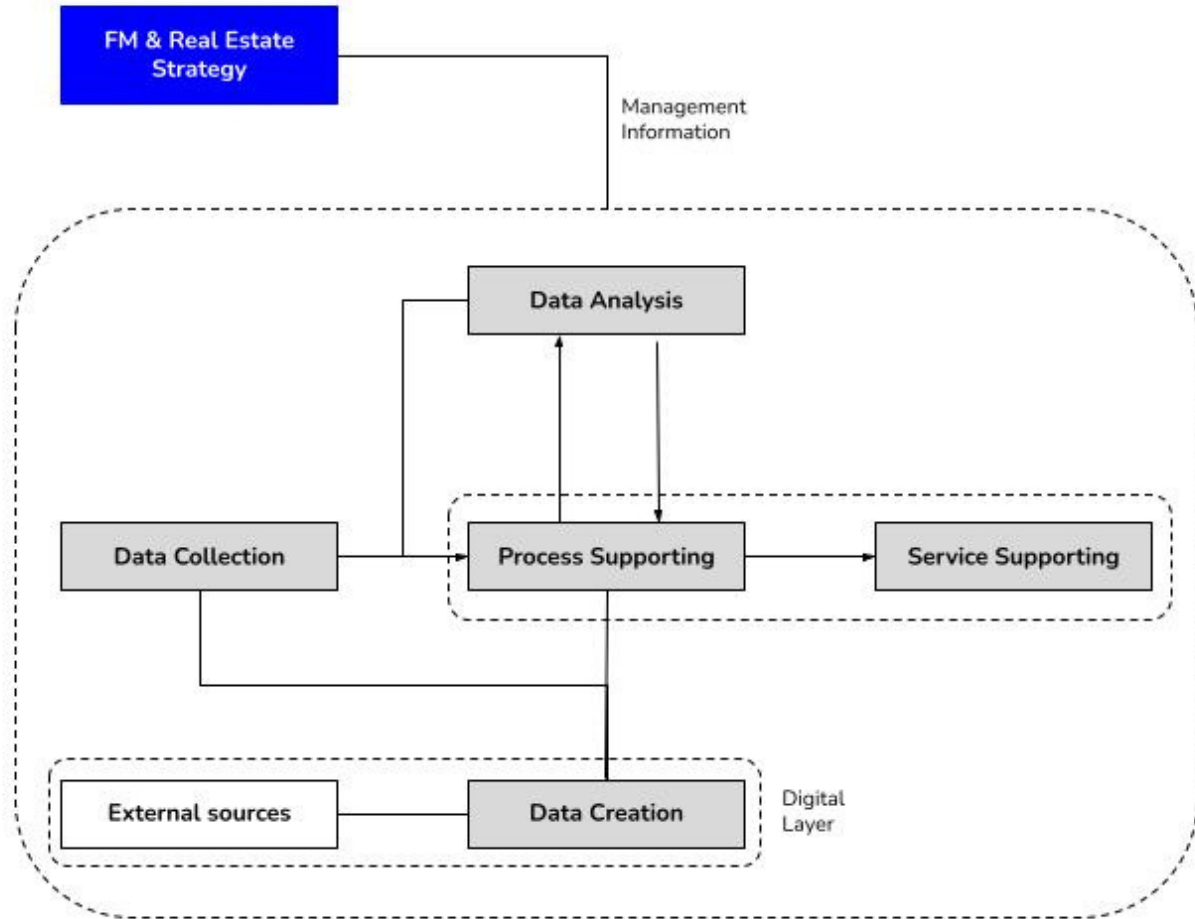 FM & Real Estate
Strategy
Management
Information
Data Analysis
Data Collection
Process Supporting
Service Supporting
External sources
Data Creation
Digital
Layer